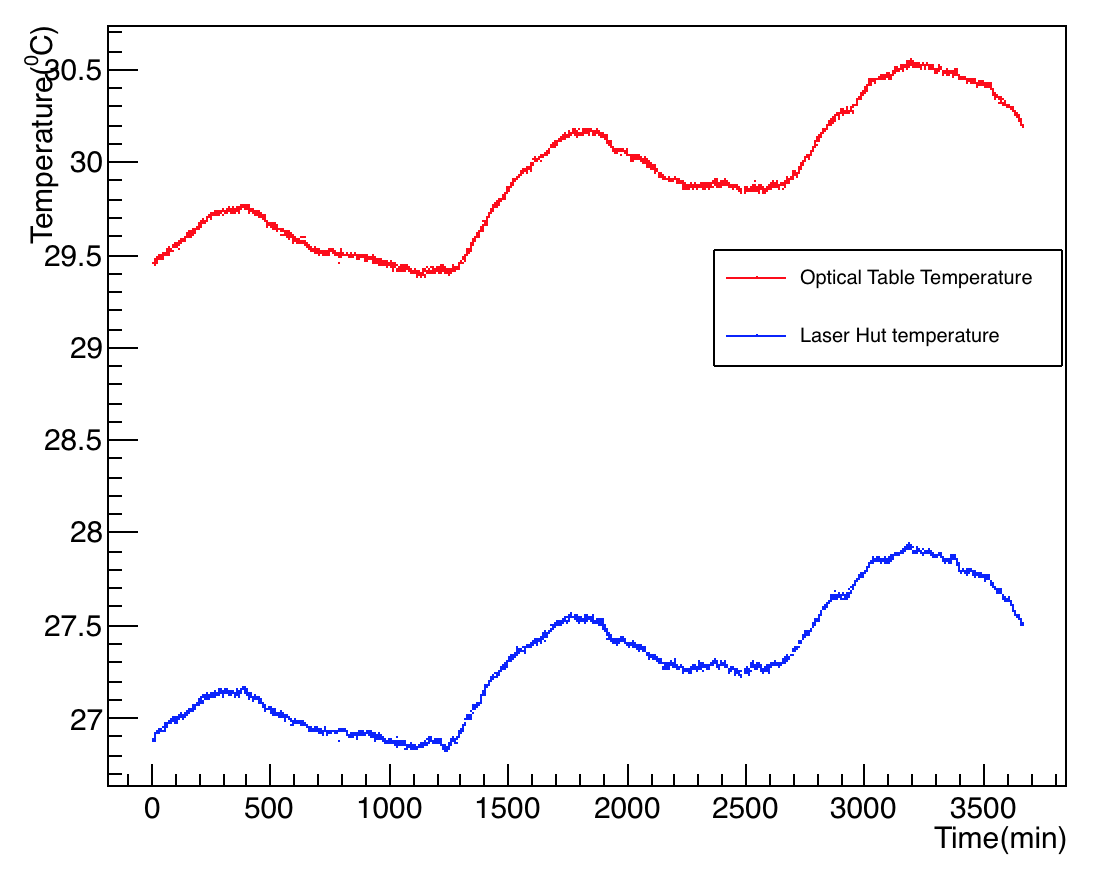 Temperature(⁰C)
30.5
30
29.5
29
28.5
28
27.5
27
Optical Table Temperature
Laser Hut temperature
0 500 1000 1500 2000 2500 3000 3500
Time(min)